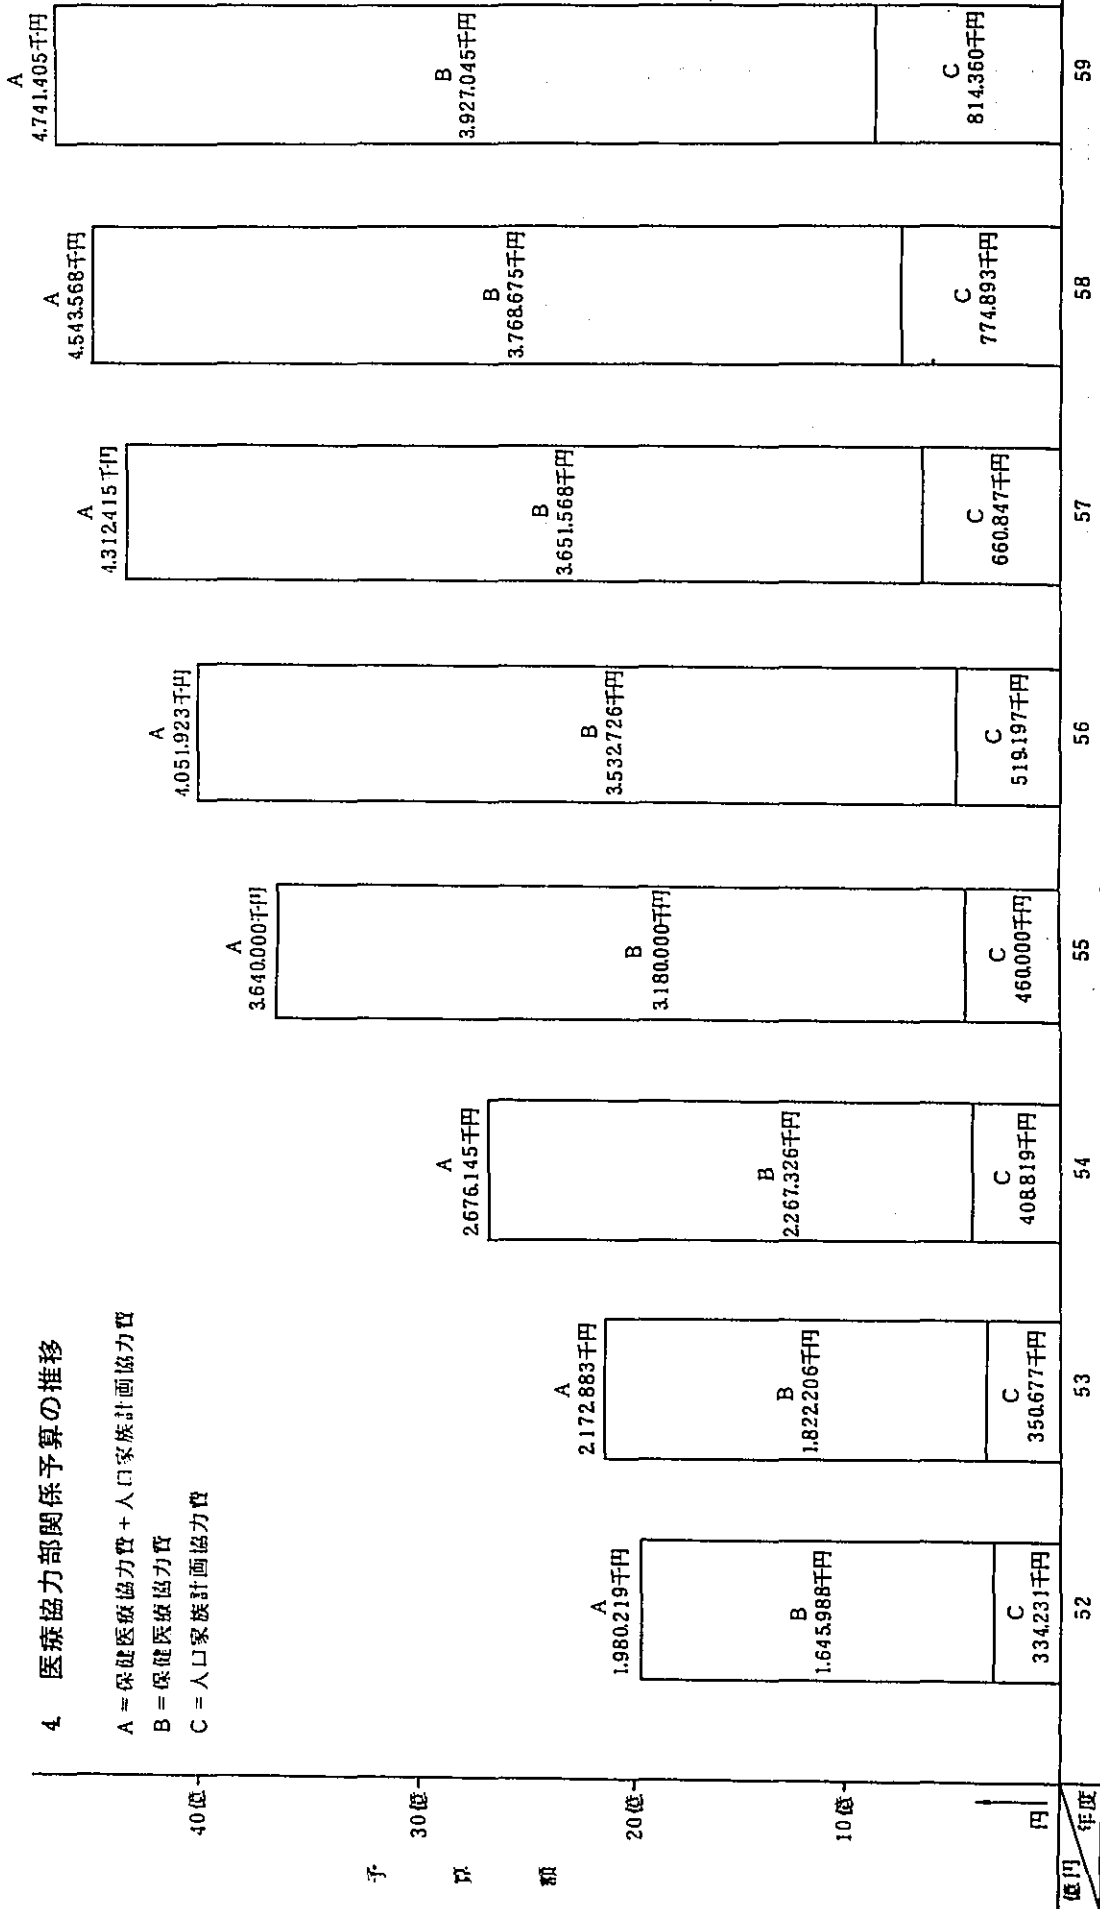 4. 医療協力部関係予算の推移
A=保健医療協力費+人口家族計画協力費
B=保健医療協力費
C=人口家族計画協力費
予算額
40億
30億
20億
10億
円
億円
年度
A
1.980.219千円
B
1.645.988千円
C
334.231千円
52
A
2.172.883千円
B
1.822.206千円
C
350.677千円
53
A
2.676.145千円
B
2.267.326千円
C
408.819千円
54
A
3.640.000千円
B
3.180.000千円
C
460.000千円
55
A
4.051.923千円
B
3.532.726千円
C
519.197千円
56
A
4.312.415千円
B
3.651.568千円
C
660.847千円
57
A
4.543.568千円
B
3.768.675千円
C
774.893千円
58
A
4.741.405千円
B
3.927.045千円
C
814.360千円
59